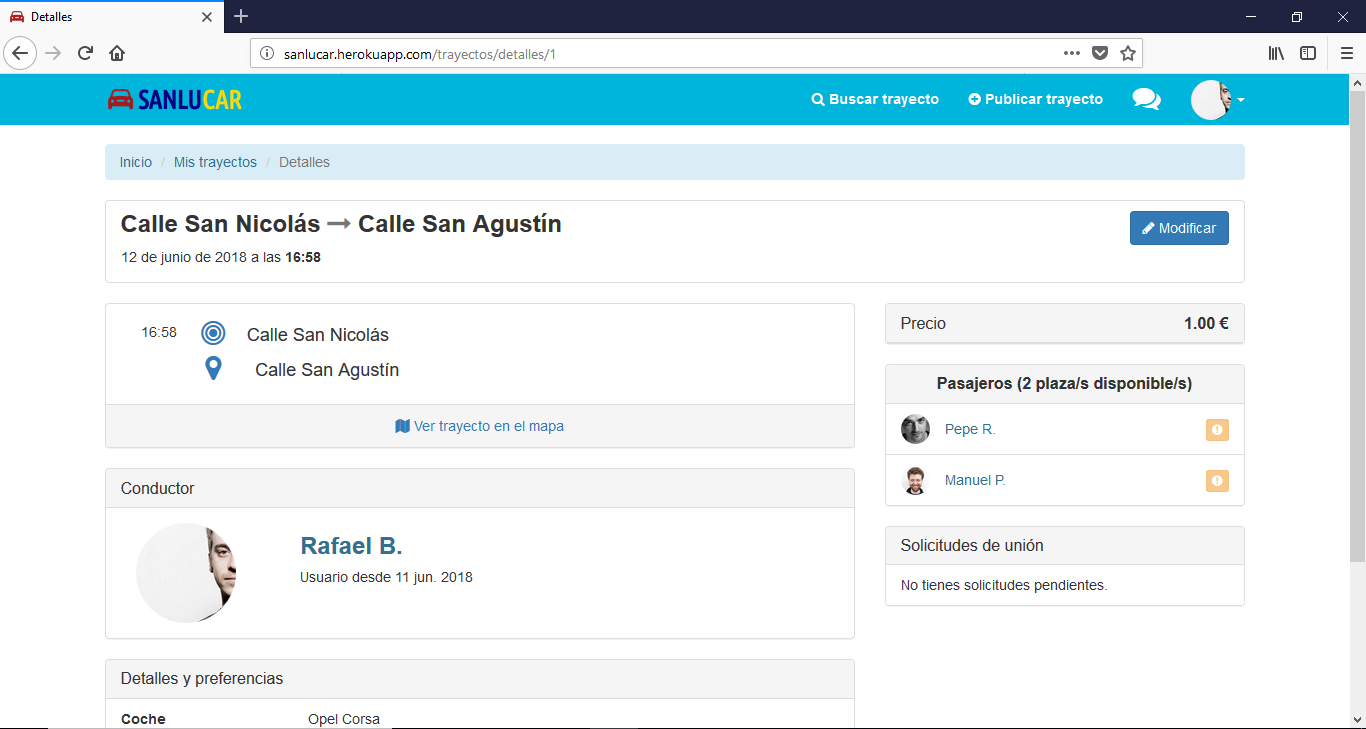 Detalles
sanlucar.herokuapp.com/trayectos/detalles/1
SANLUCAR
Buscar trayecto
Publicar trayecto
Inicio / Mis trayectos / Detalles
Calle San Nicolás → Calle San Agustín
Modificar
12 de junio de 2018 a las 16:58
16:58
Calle San Nicolás
Calle San Agustín
Ver trayecto en el mapa
Conductor
Rafael B.
Usuario desde 11 jun. 2018
Detalles y preferencias
Coche Opel Corsa
Precio 1.00 €
Pasajeros (2 plaza/s disponible/s)
Pepe R.
Manuel P.
Solicitudes de unión
No tienes solicitudes pendientes.